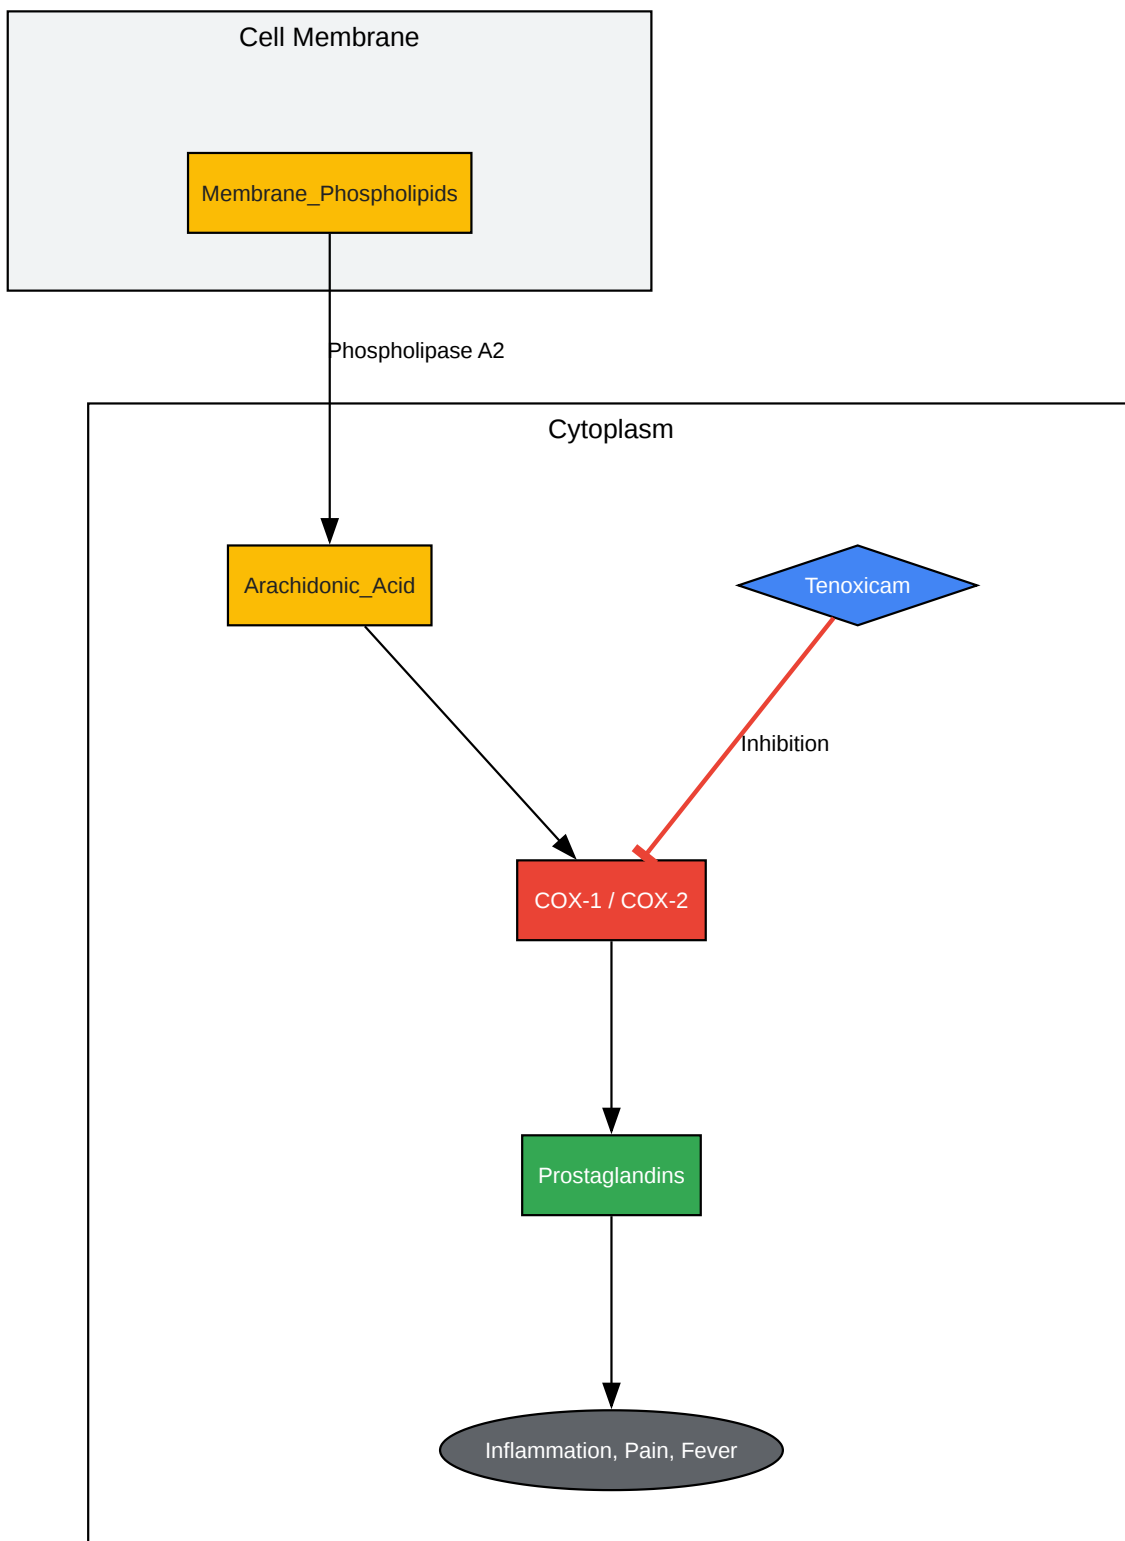 Cell Membrane
Membrane_Phospholipids
Phospholipase A2
Cytoplasm
Arachidonic_Acid
Tenoxicam
Inhibition
COX-1 / COX-2
Prostaglandins
Inflammation, Pain, Fever